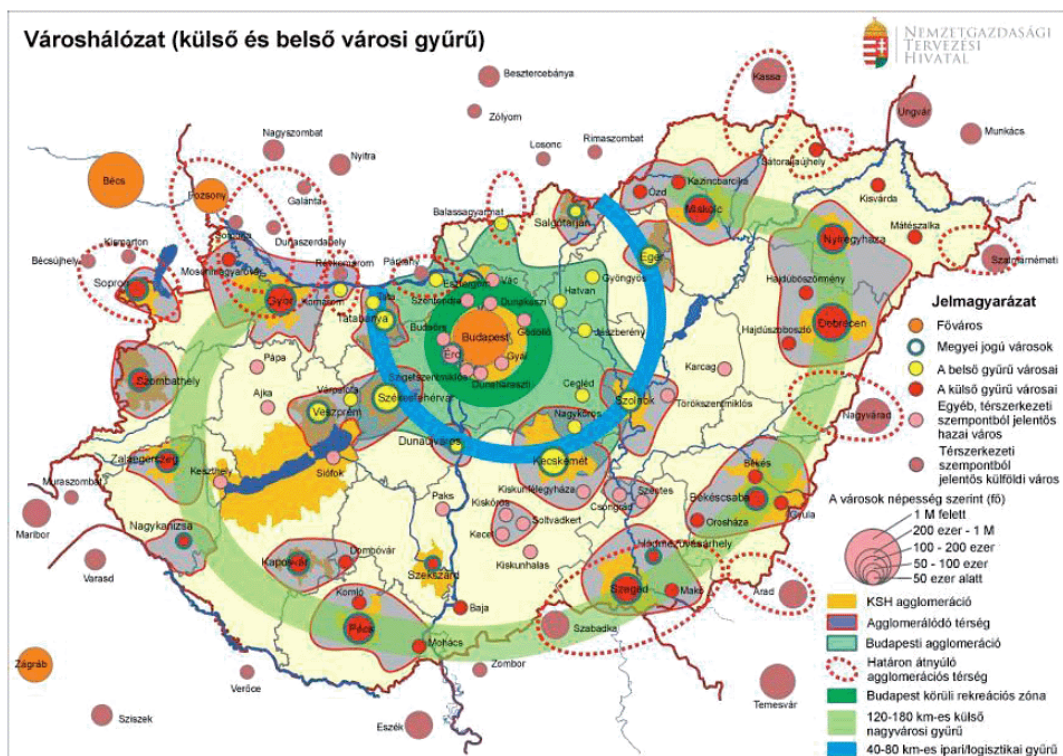 Városhálózat (külső és belső városi gyűrű)
NEMZETGAZDASÁGI
TERVEZÉSI
HIVATAL
Besztercebánya
Kassa
Zólyom
Ungvár
Munkács
Nagyszombat
Nyitra
Losonc
Rimaszombat
Bécs
Pozsony
Galánta
Sátoraljaújhely
Kazincbarcika
Ózd
Miskolc
Kisvárda
Balassagyarmat
Salgótarján
Kismarton
Bécsújhely
Dunaszerdahely
Somorja
Mosonmagyaróvár
Révkomárom
Párkány
Sopron
Győr
Komárom
Tata
Tatabánya
Esztergom
Vác
Szentendre
Dunakeszi
Gödöllő
Budaörs
Budapest
Érd
Gyál
Szigetszentmiklós
Dunaharaszti
Hatvan
Gyöngyös
Eger
Jászberény
Nyíregyháza
Mátészalka
Szatmárnémeti
Hajdúböszörmény
Debrecen
Hajdúszoboszló
Karcag
Nagyvárad
Pápa
Ajka
Várpalota
Veszprém
Székesfehérvár
Szombathely
Cegléd
Nagykőrös
Szolnok
Törökszentmiklós
Dunaújváros
Kecskemét
Zalaegerszeg
Keszthely
Siófok
Muraszombat
Maribor
Nagykanizsa
Varasd
Paks
Kiskőrös
Kiskunfélegyháza
Csongrád
Szentes
Soltvadkert
Kecel
Kiskunhalas
Békés
Békéscsaba
Gyula
Orosháza
Hódmezővásárhely
Kaposvár
Dombóvár
Szekszárd
Komló
Pécs
Baja
Mohács
Szeged
Makó
Arad
Szabadka
Zombor
Temesvár
Zágráb
Verőce
Sziszek
Eszék
Jelmagyarázat
Főváros
Megyei jogú városok
A belső gyűrű városai
A külső gyűrű városai
Egyéb, térszerkezeti
szempontból jelentős
hazai város
Térszerkezeti
szempontból
jelentős külföldi város
A városok népesség szerint (fő)
1 M felett
200 ezer - 1 M
100 - 200 ezer
50 - 100 ezer
50 ezer alatt
KSH agglomeráció
Agglomerálódó térség
Budapesti agglomeráció
Határon átnyúló
agglomerációs térség
Budapest körüli rekreációs zóna
120-180 km-es külső
nagyvárosi gyűrű
40-80 km-es ipari/logisztikai gyűrű